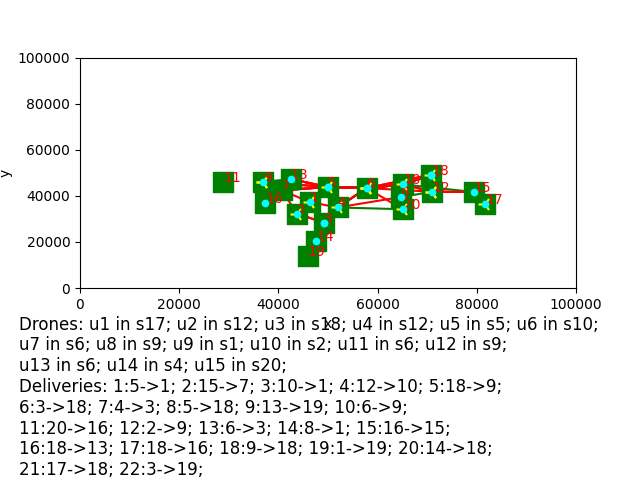 100000
80000
60000
40000
20000
0
y
0 20000 40000 60000 80000 100000
x
Drones: u1 in s17; u2 in s12; u3 in s18; u4 in s12; u5 in s5; u6 in s10;
u7 in s6; u8 in s9; u9 in s1; u10 in s2; u11 in s6; u12 in s9;
u13 in s6; u14 in s4; u15 in s20;
Deliveries: 1:5->1; 2:15->7; 3:10->1; 4:12->10; 5:18->9;
6:3->18; 7:4->3; 8:5->18; 9:13->19; 10:6->9;
11:20->16; 12:2->9; 13:6->3; 14:8->1; 15:16->15;
16:18->13; 17:18->16; 18:9->18; 19:1->19; 20:14->18;
21:17->18; 22:3->19;